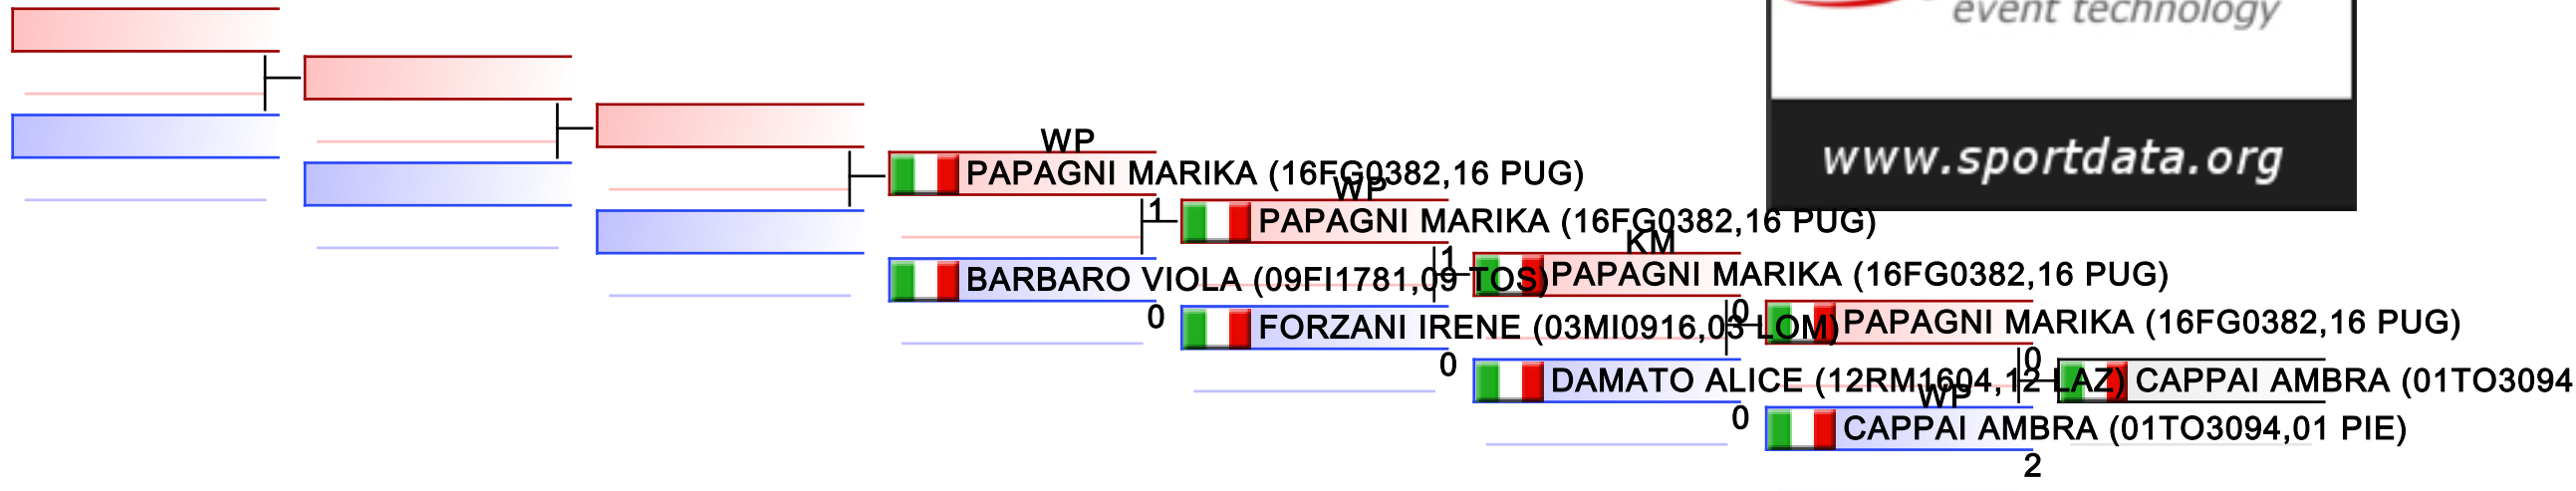 event technology
www.sportdata.org
WP
PAPAGNI MARIKA (16FG0382,16 PUG)
1
BARBARO VIOLA (09FI1781,09 TOS)
0
WP
PAPAGNI MARIKA (16FG0382,16 PUG)
1
FORZANI IRENE (03MI0916,03 LOM)
0
KM
PAPAGNI MARIKA (16FG0382,16 PUG)
0
DAMATO ALICE (12RM1604,12 LAZ)
0
PAPAGNI MARIKA (16FG0382,16 PUG)
0
WP
CAPPAI AMBRA (01TO3094,01 PIE)
2
CAPPAI AMBRA (01TO3094